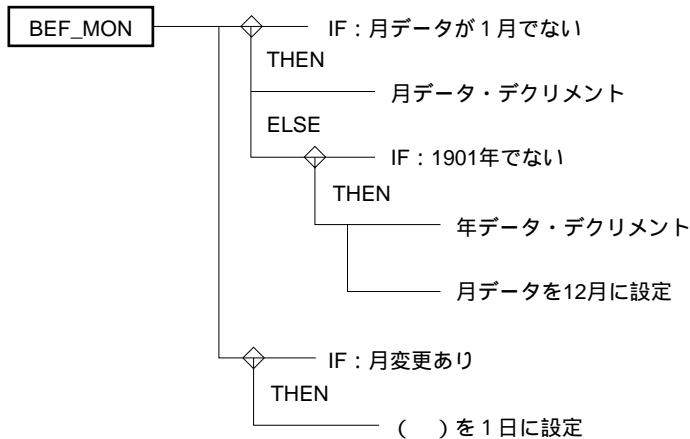 BEF_MON
IF：月データが１月でない
THEN
月データ・デクリメント
ELSE
IF：1901年でない
THEN
年データ・デクリメント
月データを12月に設定
IF：月変更あり
THEN
（　）を１日に設定